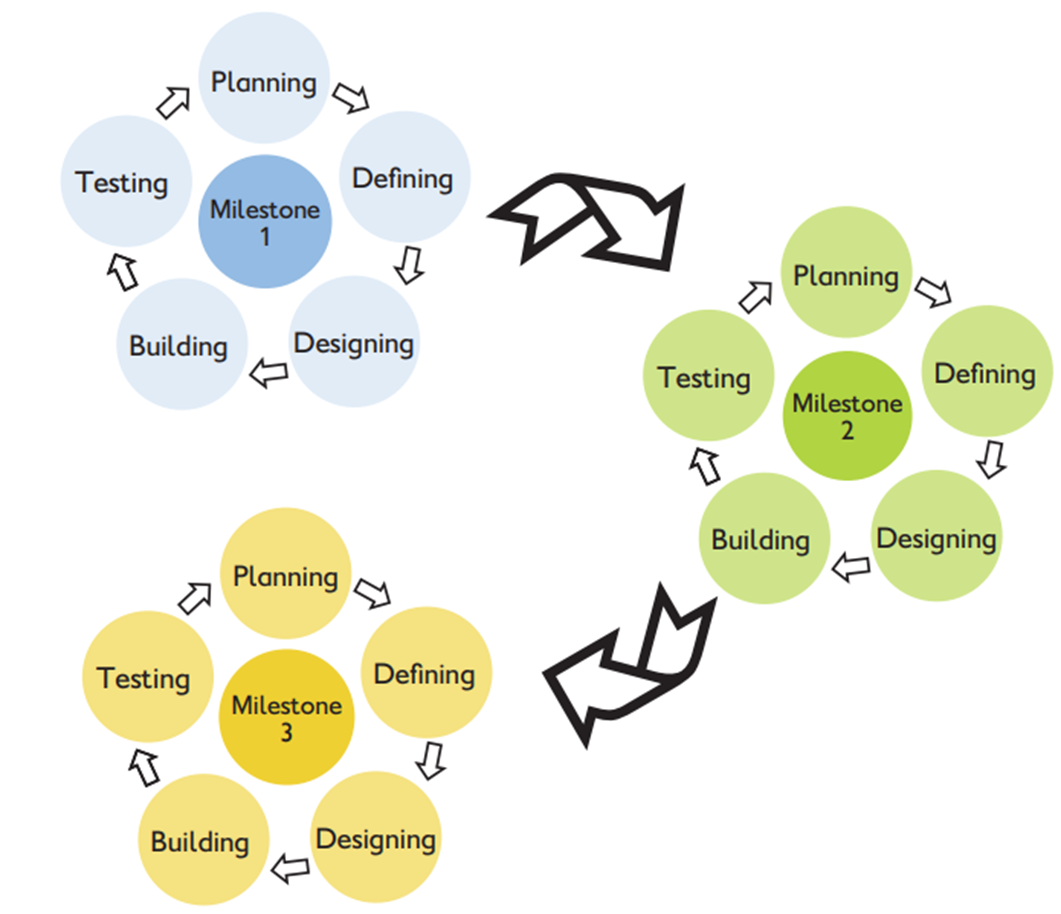 Planning
Defining
Designing
Building
Testing
Milestone
1
Planning
Defining
Designing
Building
Testing
Milestone
2
Planning
Defining
Designing
Building
Testing
Milestone
3